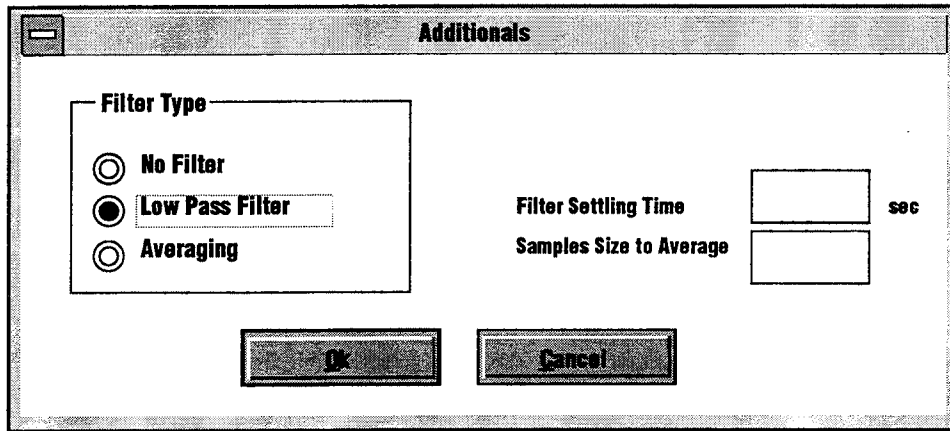 Additionals
Filter Type
No Filter
Low Pass Filter
Averaging
Filter Settling Time sec
Samples Size to Average
Ok
Cancel